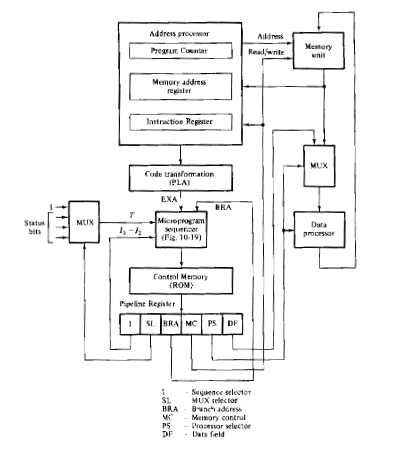 Address processor
Program Counter
Memory address
register
Instruction Register
Address
Read/write
Memory
unit
Code transformation
(PLA)
MUX
EXA
BRA
1
Status
bits
MUX
T
I₃ – I₂
Microprogram
sequencer
(Fig. 10-19)
Data
processor
Control Memory
(ROM)
Pipeline Register
I SL BRA MC PS DF
I – Sequence selector
SL MUX selector
BRA – Branch address
MC – Memory control
PS – Processor selector
DF – Data field